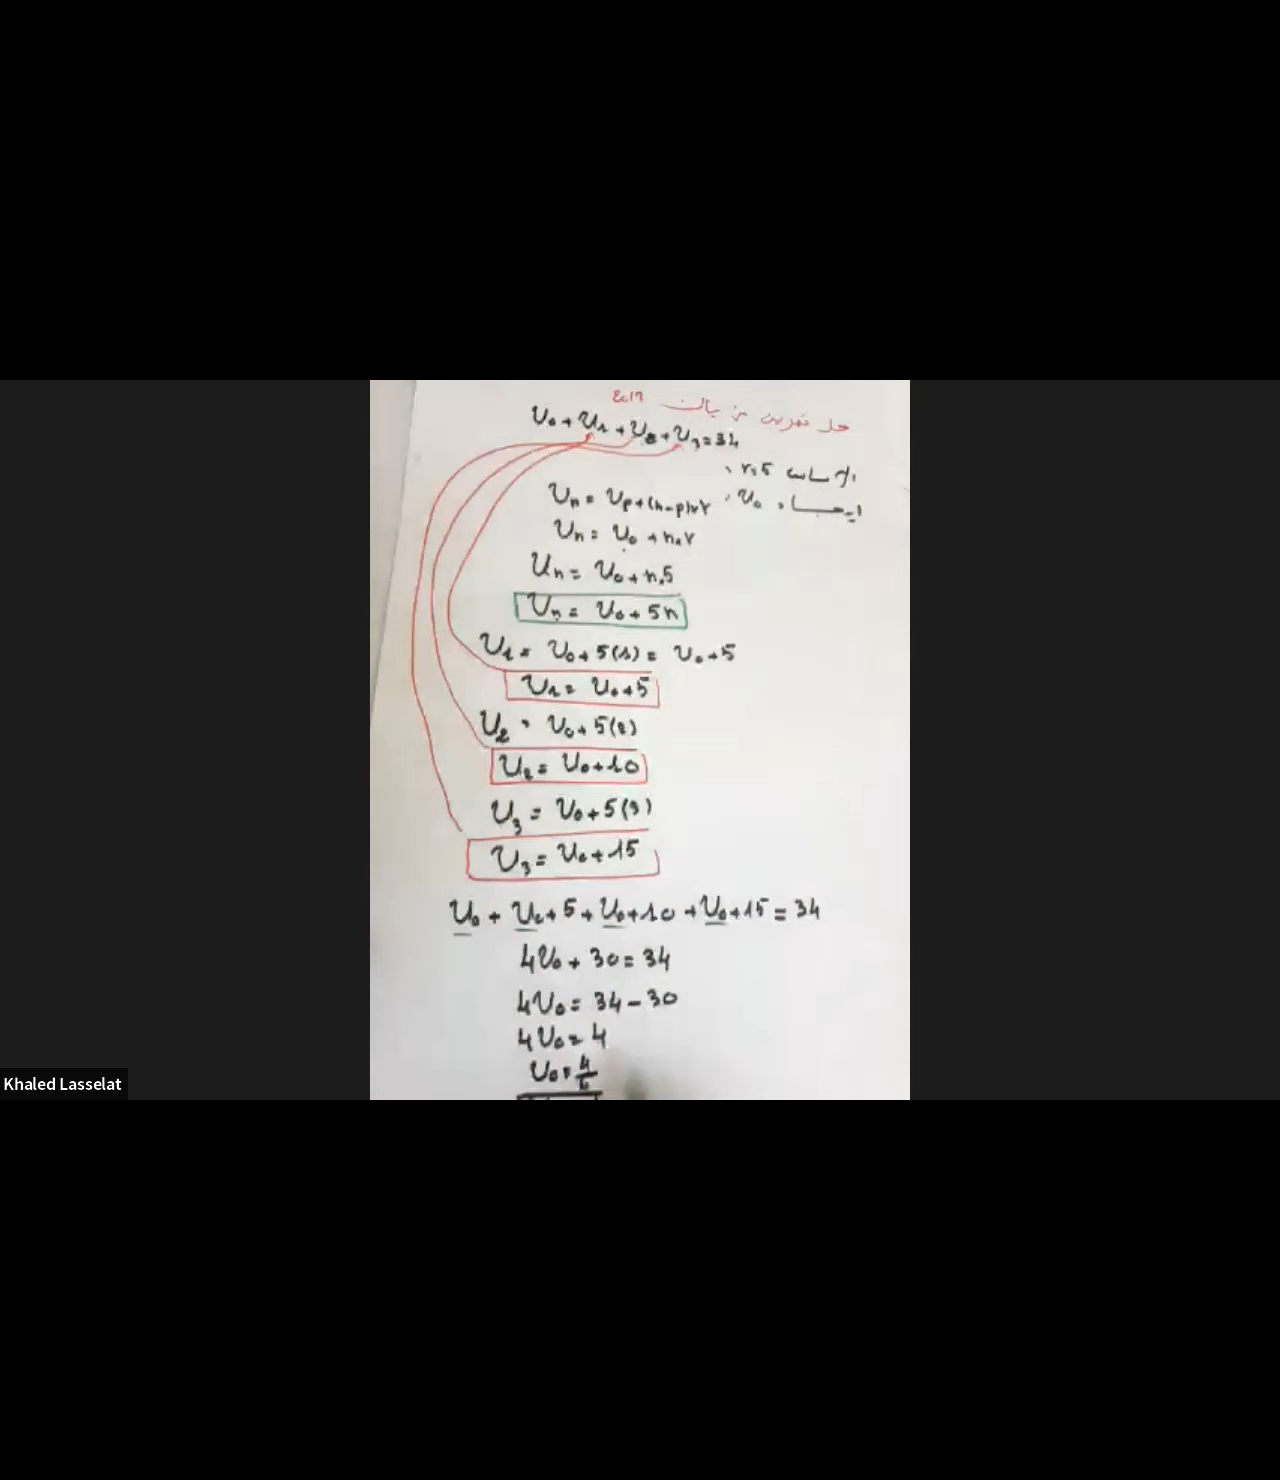 حل تمرين من باك 2019
U₀ + U₁ + U₂ + U₃ = 34
الأساس r=5
Uₙ = Uₚ + (n-p)×r
إيجاد U₀
Uₙ = U₀ + n×r
Uₙ = U₀ + n.5
Uₙ = U₀ + 5n
U₁ = U₀ + 5(1) = U₀ + 5
U₁ = U₀ + 5
U₂ = U₀ + 5(2)
U₂ = U₀ + 10
U₃ = U₀ + 5(3)
U₃ = U₀ + 15
U₀ + U₀ + 5 + U₀ + 10 + U₀ + 15 = 34
4U₀ + 30 = 34
4U₀ = 34 - 30
4U₀ = 4
U₀ = 4/4
Khaled Lasselat